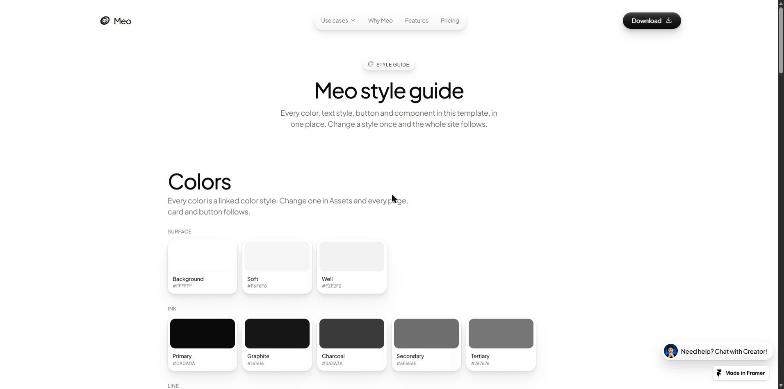 Meo
Use cases
Why Meo
Features
Pricing
Download
STYLE GUIDE
Meo style guide
Every color, text style, button and component in this template, in
one place. Change a style once and the whole site follows.
Colors
Every color is a linked color style. Change one in Assets and every page,
card and button follows.
SURFACE
Background
#FFFFFF
Soft
Well
#F2F2F2
INK
Primary
#0A0A0A
Graphite
Charcoal
Secondary
Tertiary
Need help? Chat with Creator!
Made in Framer
LINE